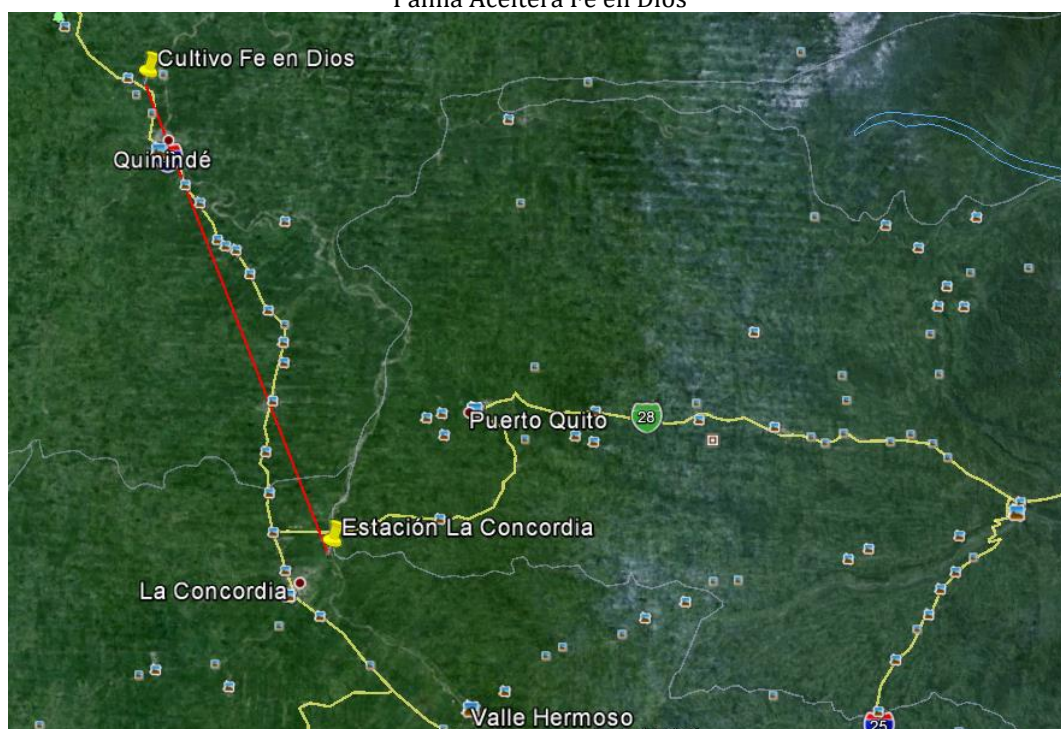 Palma Aceitera Fe en Dios
Cultivo Fe en Dios
Quinindé
Puerto Quito
28
Estación La Concordia
La Concordia
Valle Hermoso
25